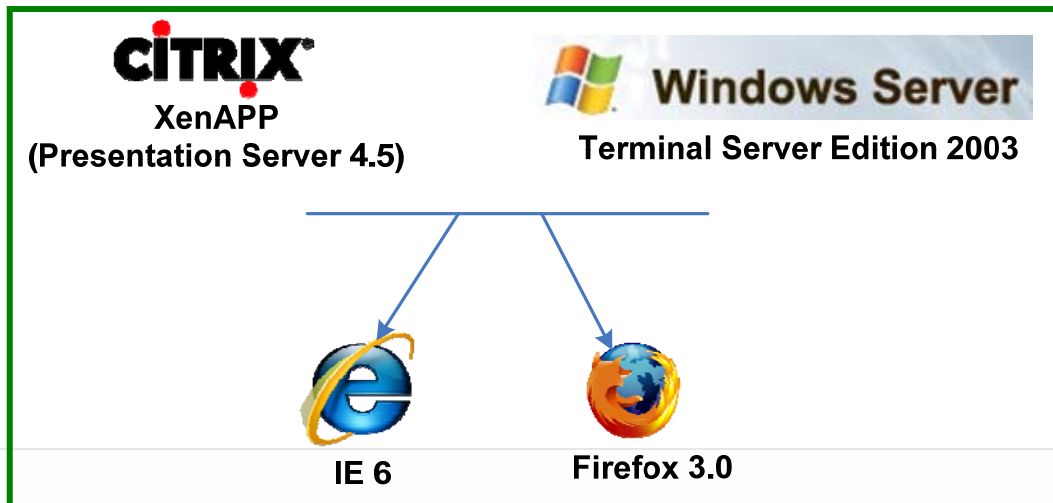 CiTRIX
XenAPP
(Presentation Server 4.5)
Windows Server
Terminal Server Edition 2003
IE 6
Firefox 3.0